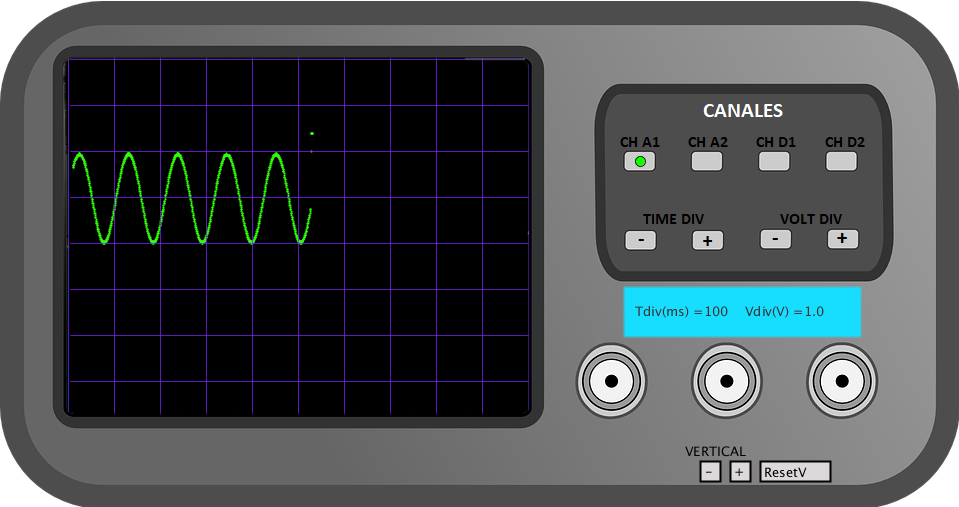 CANALES
CH A1 CH A2 CH D1 CH D2
TIME DIV VOLT DIV
- + - +
Tdiv(ms) =100 Vdiv(V) =1.0
VERTICAL
- + ResetV